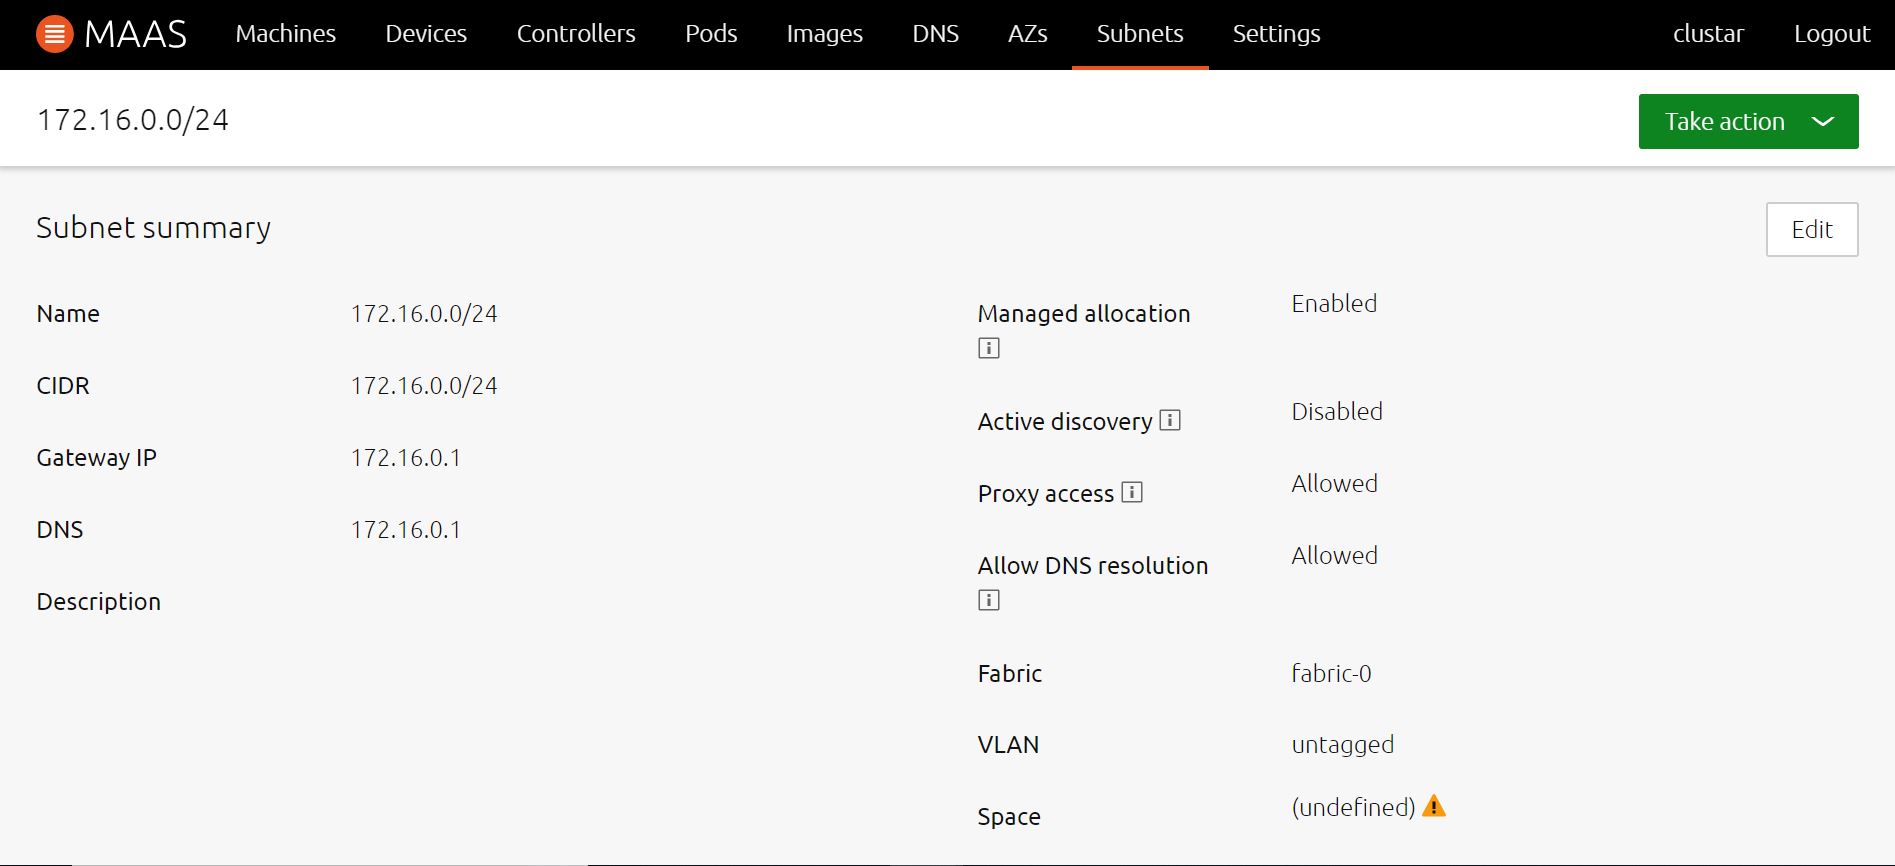 MAAS Machines Devices Controllers Pods Images DNS AZs Subnets Settings clustar Logout
172.16.0.0/24
Take action
Subnet summary
Edit
Name 172.16.0.0/24
CIDR 172.16.0.0/24
Gateway IP 172.16.0.1
DNS 172.16.0.1
Description
Managed allocation Enabled
Active discovery Disabled
Proxy access Allowed
Allow DNS resolution Allowed
Fabric fabric-0
VLAN untagged
Space (undefined)